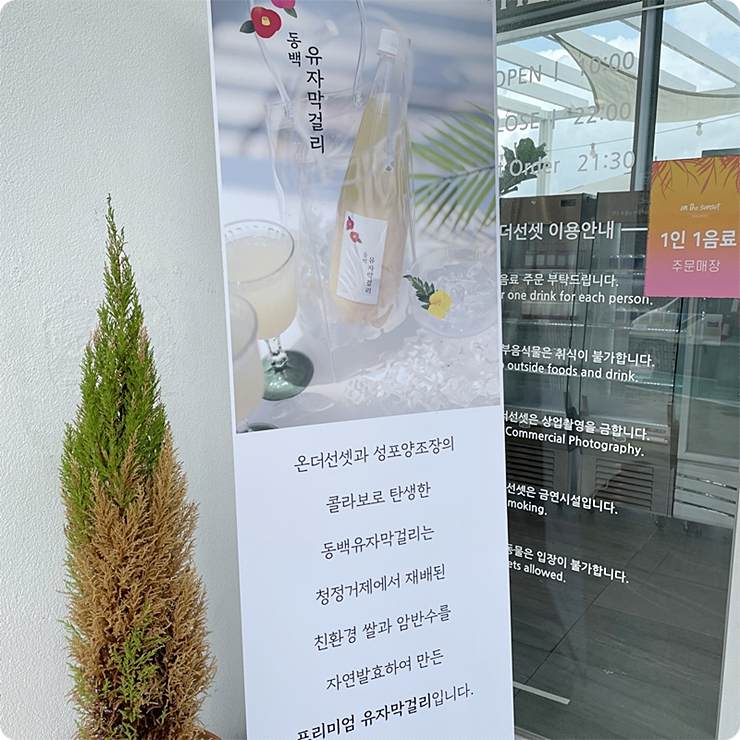 동백
유자막걸리
동백
유자막걸리
온더선셋과 성포양조장의
콜라보로 탄생한
동백유자막걸리는
청정거제에서 재배된
친환경 쌀과 암반수를
자연발효하여 만든
프리미엄 유자막걸리입니다.
OPEN | 10:00
CLOSE | 22:00
Order 21:30
더선셋 이용안내
음료 주문 부탁드립니다.
one drink for each person.
부음식물은 취식이 불가합니다.
outside foods and drink.
더선셋은 상업촬영을 금합니다.
Commercial Photography.
선셋은 금연시설입니다.
smoking.
동물은 입장이 불가합니다.
ets allowed.
on the sunset
1인 1음료
주문매장